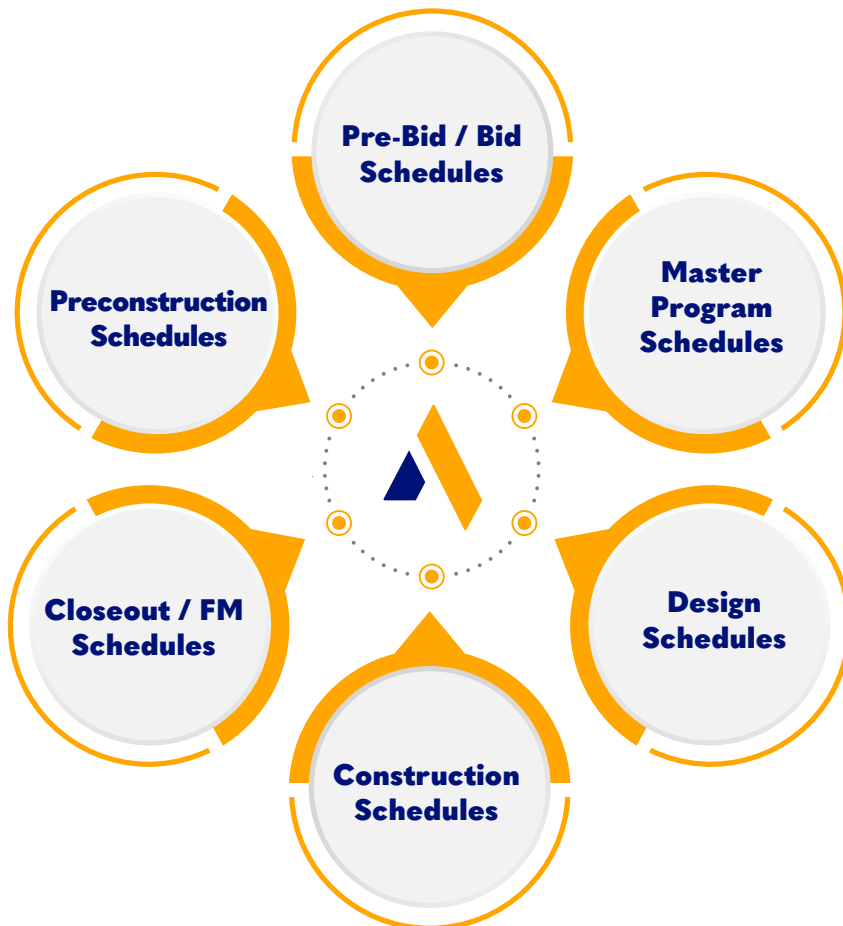 Pre-Bid / Bid
Schedules
Master
Program
Schedules
Preconstruction
Schedules
Design
Schedules
Closeout / FM
Schedules
Construction
Schedules